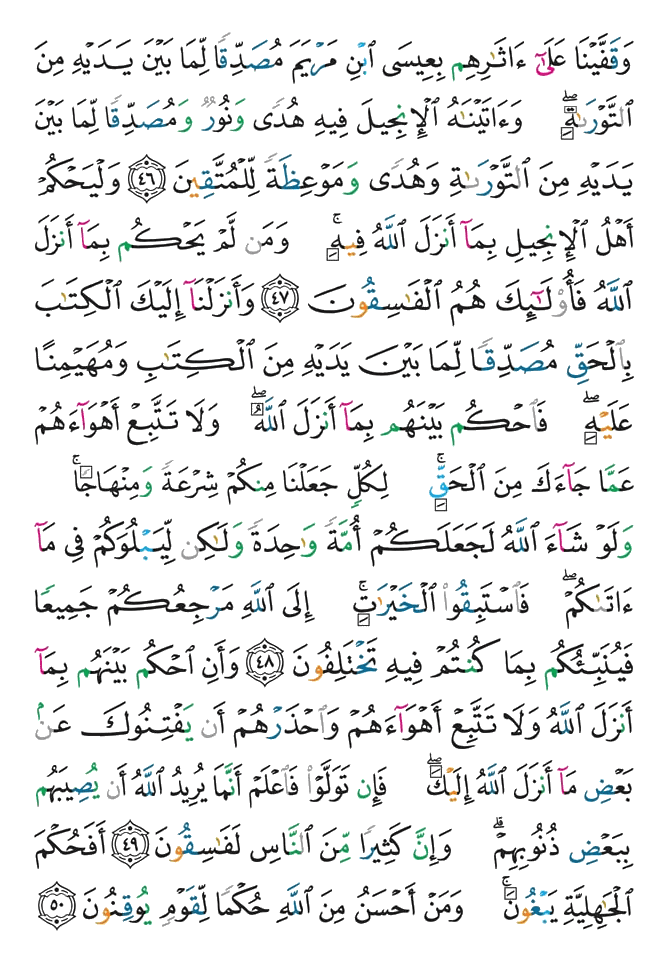 وَقَفَّيْنَا عَلَىٰٓ ءَاثَٰرِهِم بِعِيسَى ٱبْنِ مَرْيَمَ مُصَدِّقًا لِّمَا بَيْنَ يَدَيْهِ مِنَ
ٱلتَّوْرَىٰةِۖ وَءَاتَيْنَٰهُ ٱلْإِنجِيلَ فِيهِ هُدًى وَنُورٌ وَمُصَدِّقًا لِّمَا بَيْنَ
يَدَيْهِ مِنَ ٱلتَّوْرَىٰةِ وَهُدًى وَمَوْعِظَةً لِّلْمُتَّقِينَ ٤٦ وَلْيَحْكُمْ
أَهْلُ ٱلْإِنجِيلِ بِمَآ أَنزَلَ ٱللَّهُ فِيهِۚ وَمَن لَّمْ يَحْكُم بِمَآ أَنزَلَ
ٱللَّهُ فَأُو۟لَٰٓئِكَ هُمُ ٱلْفَٰسِقُونَ ٤٧ وَأَنزَلْنَآ إِلَيْكَ ٱلْكِتَٰبَ
بِٱلْحَقِّ مُصَدِّقًا لِّمَا بَيْنَ يَدَيْهِ مِنَ ٱلْكِتَٰبِ وَمُهَيْمِنًا
عَلَيْهِۖ فَٱحْكُم بَيْنَهُم بِمَآ أَنزَلَ ٱللَّهُۖ وَلَا تَتَّبِعْ أَهْوَآءَهُمْ
عَمَّا جَآءَكَ مِنَ ٱلْحَقِّۚ لِكُلٍّ جَعَلْنَا مِنكُمْ شِرْعَةً وَمِنْهَاجًاۚ
وَلَوْ شَآءَ ٱللَّهُ لَجَعَلَكُمْ أُمَّةً وَٰحِدَةً وَلَٰكِن لِّيَبْلُوَكُمْ فِى مَآ
ءَاتَىٰكُمْۖ فَٱسْتَبِقُوا۟ ٱلْخَيْرَٰتِۚ إِلَى ٱللَّهِ مَرْجِعُكُمْ جَمِيعًا
فَيُنَبِّئُكُم بِمَا كُنتُمْ فِيهِ تَخْتَلِفُونَ ٤٨ وَأَنِ ٱحْكُم بَيْنَهُم بِمَآ
أَنزَلَ ٱللَّهُ وَلَا تَتَّبِعْ أَهْوَآءَهُمْ وَٱحْذَرْهُمْ أَن يَفْتِنُوكَ عَنۢ
بَعْضِ مَآ أَنزَلَ ٱللَّهُ إِلَيْكَۖ فَإِن تَوَلَّوْا۟ فَٱعْلَمْ أَنَّمَا يُرِيدُ ٱللَّهُ أَن يُصِيبَهُم
بِبَعْضِ ذُنُوبِهِمْۗ وَإِنَّ كَثِيرًا مِّنَ ٱلنَّاسِ لَفَٰسِقُونَ ٤٩ أَفَحُكْمَ
ٱلْجَٰهِلِيَّةِ يَبْغُونَۚ وَمَنْ أَحْسَنُ مِنَ ٱللَّهِ حُكْمًا لِّقَوْمٍ يُوقِنُونَ ٥٠